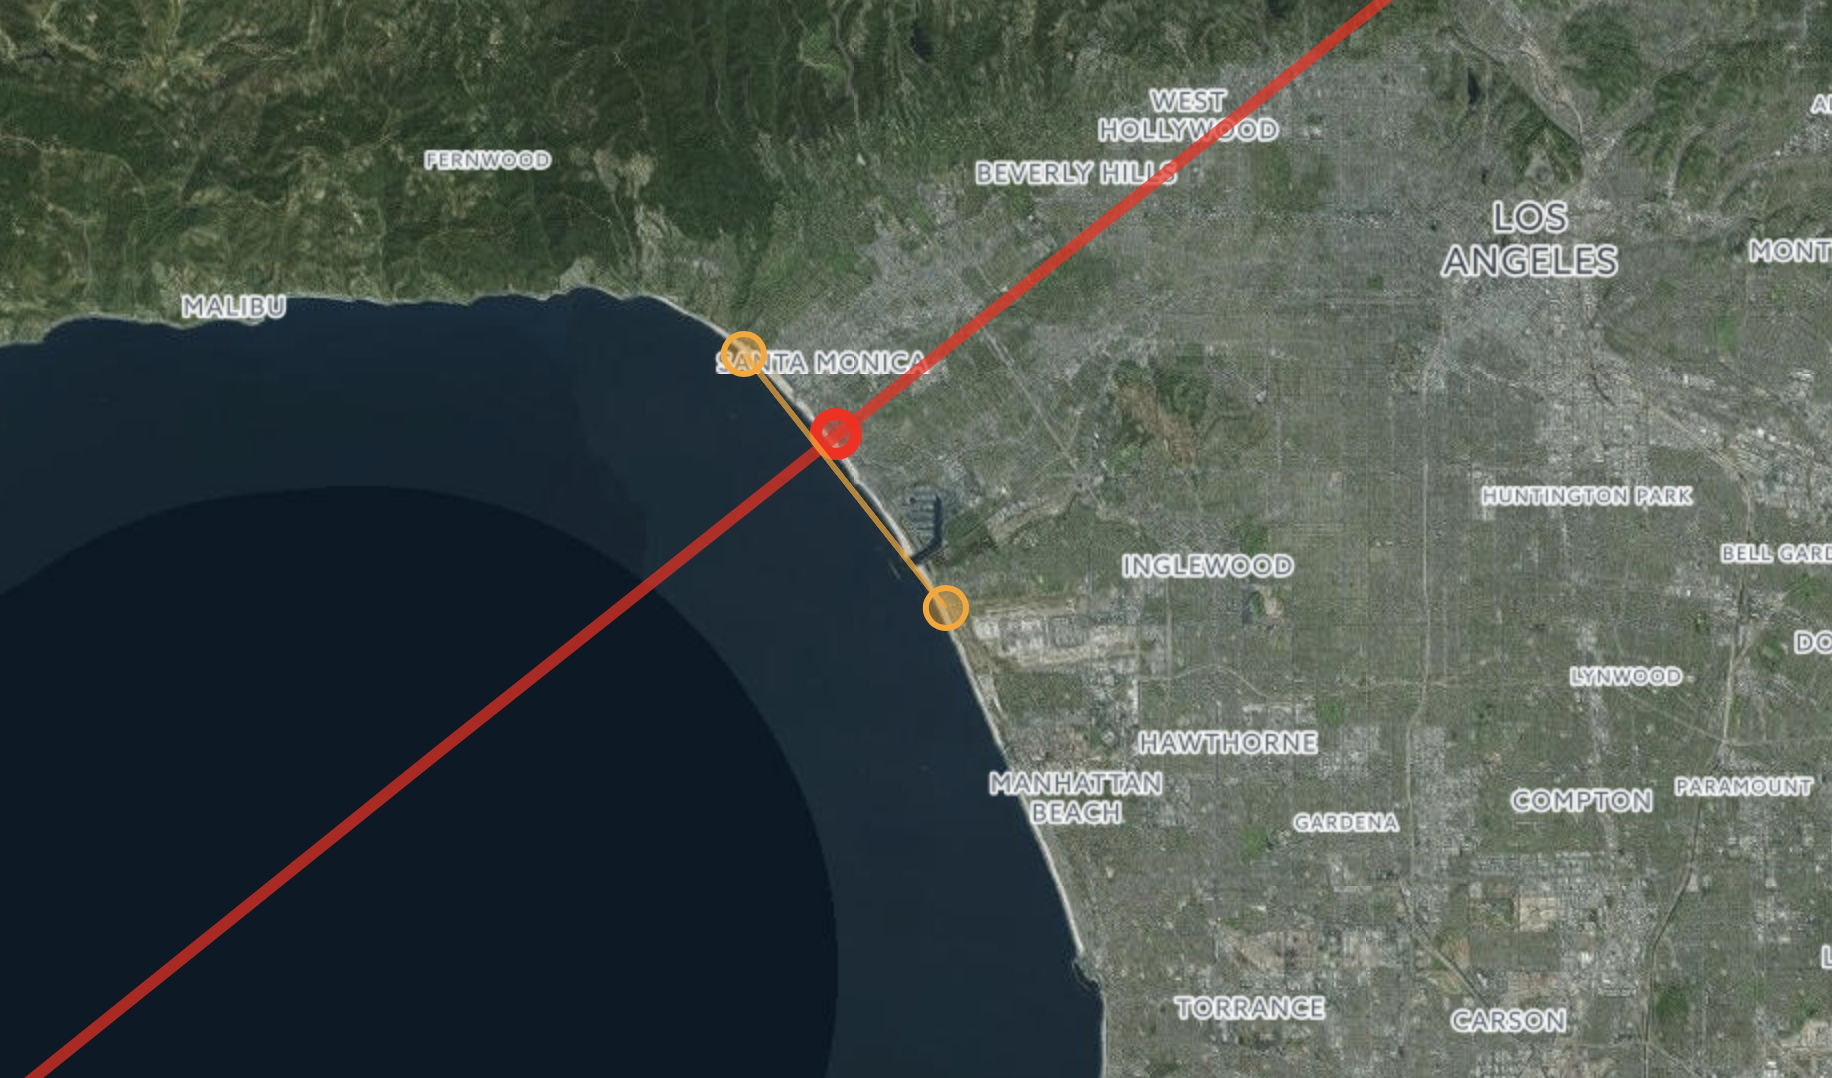 WEST
HOLLYWOOD
BEVERLY HILLS
FERNWOOD
LOS
ANGELES
MALIBU
SANTA MONICA
HUNTINGTON PARK
INGLEWOOD
LYNWOOD
HAWTHORNE
MANHATTAN
BEACH
PARAMOUNT
COMPTON
GARDENA
TORRANCE
CARSON
MONT
BELL GARD
DO